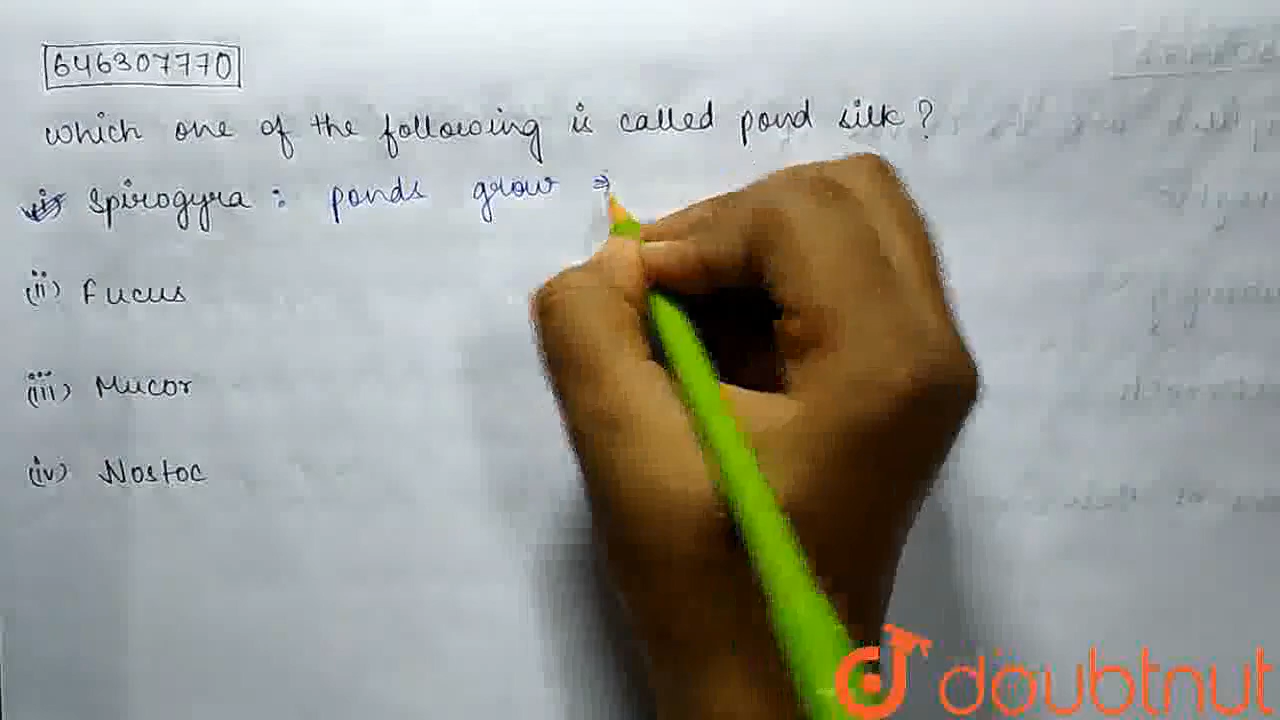 646307770
which one of the following is called pond silk?
(i) Spirogyra : ponds grow
(ii) Fucus
(iii) Mucor
(iv) Nostoc
doubtnut